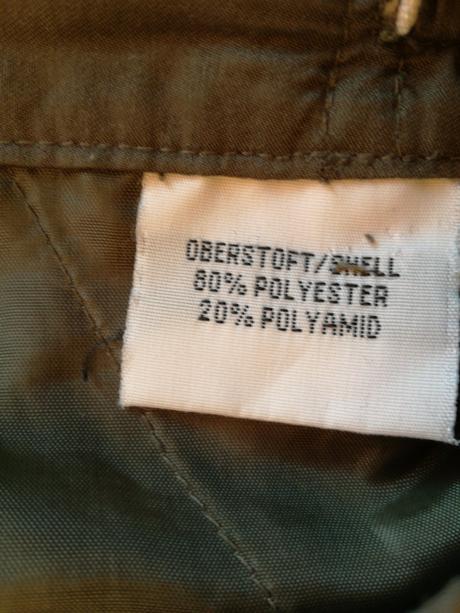 OBERSTOFT/SHELL
80% POLYESTER
20% POLYAMID